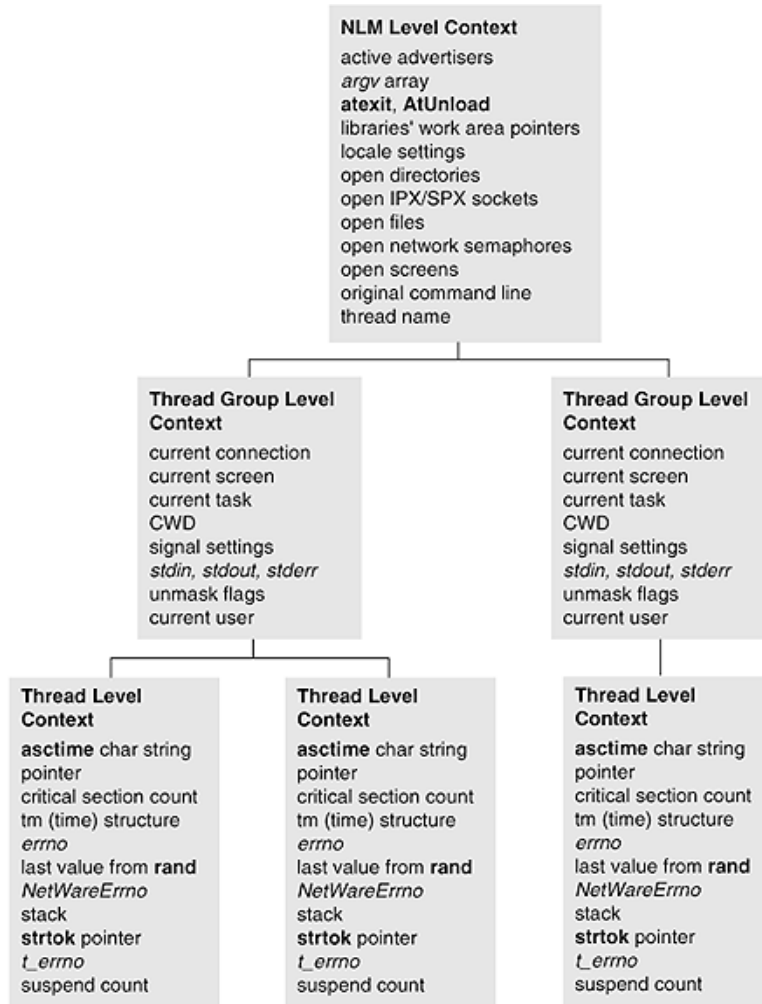 NLM Level Context
active advertisers
argv array
atexit, AtUnload
libraries' work area pointers
locale settings
open directories
open IPX/SPX sockets
open files
open network semaphores
open screens
original command line
thread name
Thread Group Level
Context
current connection
current screen
current task
CWD
signal settings
stdin, stdout, stderr
unmask flags
current user
Thread Group Level
Context
current connection
current screen
current task
CWD
signal settings
stdin, stdout, stderr
unmask flags
current user
Thread Level
Context
asctime char string
pointer
critical section count
tm (time) structure
errno
last value from rand
NetWareErrno
stack
strtok pointer
t_errno
suspend count
Thread Level
Context
asctime char string
pointer
critical section count
tm (time) structure
errno
last value from rand
NetWareErrno
stack
strtok pointer
t_errno
suspend count
Thread Level
Context
asctime char string
pointer
critical section count
tm (time) structure
errno
last value from rand
NetWareErrno
stack
strtok pointer
t_errno
suspend count